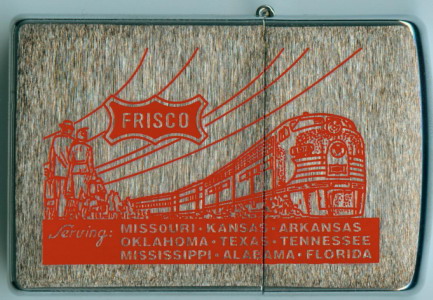 FRISCO
Serving:
MISSOURI · KANSAS · ARKANSAS
OKLAHOMA · TEXAS · TENNESSEE
MISSISSIPPI · ALABAMA · FLORIDA